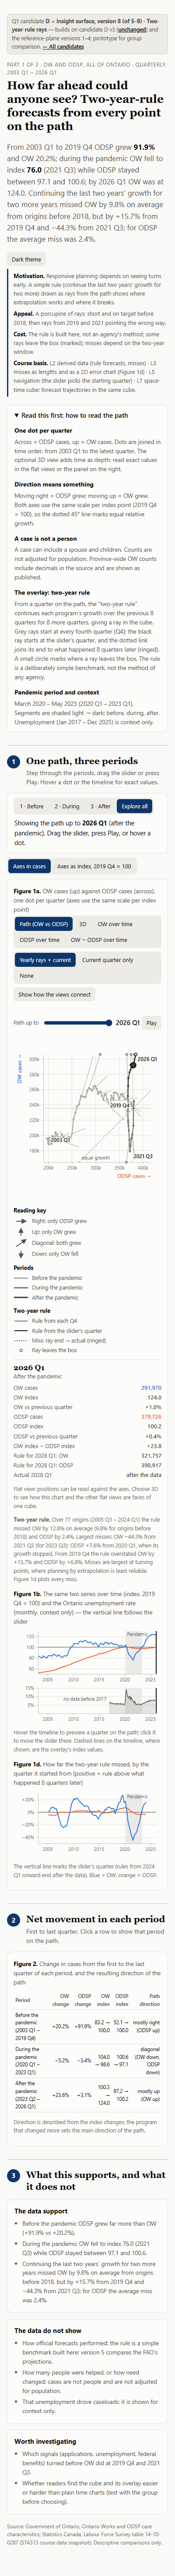 Q1 candidate D + insight surface, version 8 (of 5–9) · Two-
year-rule rays — builds on candidate D v3 (unchanged) and
the reference-plane versions 1–4; prototype for group
comparison. ← All candidates
PART 1 OF 3 · OW AND ODSP, ALL OF ONTARIO · QUARTERLY,
2003 Q1 – 2026 Q1
How far ahead could
anyone see? Two-year-rule
forecasts from every point
on the path
From 2003 Q1 to 2019 Q4 ODSP grew 91.9%
and OW 20.2%; during the pandemic OW fell to
index 76.0 (2021 Q3) while ODSP stayed
between 97.1 and 100.6; by 2026 Q1 OW was at
124.0. Continuing the last two years' growth for
two more years missed OW by 9.8% on average
from origins before 2018, but by +15.7% from
2019 Q4 and −44.3% from 2021 Q3; for ODSP
the average miss was 2.4%.
Dark theme
Motivation. Responsive planning depends on seeing turns
early. A simple rule (continue the last two years' growth for
two more) drawn as rays from the path shows where
extrapolation works and when it breaks.
Appeal. A porcupine of rays: short and on target before
2018, then rays from 2019 and 2021 pointing the wrong way.
Cost. The rule is built here, not an agency's method; some
rays leave the box (marked); misses depend on the two-year
window.
Course basis. L2 derived data (rule forecasts, misses) · L3
misses as lengths and as a 2D error chart (Figure 1d) · L5
navigation (the slider picks the starting quarter) · L7 space-
time cube: forecast trajectories in the same cube.
▼ Read this first: how to read the path
One dot per quarter
Across = ODSP cases, up = OW cases. Dots are joined in
time order, from 2003 Q1 to the latest quarter. The
optional 3D view adds time as depth; read exact values
in the flat views or the panel on the right.
Direction means something
Moving right = ODSP grew; moving up = OW grew.
Both axes use the same scale per index point (2019 Q4
= 100), so the dotted 45° line marks equal relative
growth.
A case is not a person
A case can include a spouse and children. Counts are
not adjusted for population. Province-wide OW counts
include decimals in the source and are shown as
published.
The overlay: two-year rule
From a quarter on the path, the "two-year rule"
continues each program's growth over the previous 8
quarters for 8 more quarters, giving a ray in the cube.
Grey rays start at every fourth quarter (Q4); the black
ray starts at the slider's quarter, and the dotted line
joins its end to what happened 8 quarters later (ringed).
A small circle marks where a ray leaves the box. The rule
is a deliberately simple benchmark, not the method of
any agency.
Pandemic period and context
March 2020 – May 2023 (2020 Q1 – 2023 Q1).
Segments are shaded light → dark: before, during, after.
Unemployment (Jan 2017 – Dec 2025) is context only.
1 One path, three periods
Step through the periods, drag the slider or press
Play. Hover a dot or the timeline for exact values.
1 · Before 2 · During 3 · After Explore all
Showing the path up to 2026 Q1 (after the
pandemic). Drag the slider, press Play, or hover a
dot.
Axes in cases Axes as index, 2019 Q4 = 100
Figure 1a. OW cases (up) against ODSP cases (across),
one dot per quarter (axes use the same scale per index
point)
Path (OW vs ODSP) 3D OW over time
ODSP over time OW − ODSP over time
Yearly rays + current Current quarter only
None
Show how the views connect
Path up to 2026 Q1 Play
OW cases →
300k
280k
260k
240k
220k
200k
180k
2026 Q1
2019 Q4
2003 Q1
2021 Q3
equal growth
200k 250k 300k 350k 400k
ODSP cases →
Reading key
Right: only ODSP grew
Up: only OW grew
Diagonal: both grew
Down: only OW fell
Periods
Before the pandemic
During the pandemic
After the pandemic
Two-year rule
Rule from each Q4
Rule from the slider's quarter
Miss: ray end → actual (ringed)
Ray leaves the box
2026 Q1
After the pandemic
OW cases 291,970
OW index 124.0
OW vs previous quarter +1.0%
ODSP cases 379,726
ODSP index 100.2
ODSP vs previous quarter +0.4%
OW index − ODSP index +23.8
Rule for 2028 Q1: OW 321,757
Rule for 2028 Q1: ODSP 390,917
Actual 2028 Q1 after the data
Flat view: positions can be read against the axes. Choose 3D
to see how this chart and the other flat views are faces of
one cube.
Two-year rule. Over 77 origins (2005 Q1 – 2024 Q1) the rule
missed OW by 12.8% on average (9.8% for origins before
2018) and ODSP by 2.4%. Largest misses: OW −44.3% from
2021 Q3 (for 2023 Q3); ODSP +7.6% from 2020 Q1, when
its growth stopped. From 2019 Q4 the rule overstated OW by
+15.7% and ODSP by +6.8%. Misses are largest at turning
points, where planning by extrapolation is least reliable.
Figure 1d plots every miss.
Figure 1b. The same two series over time (index, 2019
Q4 = 100) and the Ontario unemployment rate
(monthly, context only) — the vertical line follows the
slider
Pandemic
120
100
80
60
2005 2010 2015 2020 2025
15%
10%
5%
0%
no data before 2017
2005 2010 2015 2020 2025
Hover the timeline to preview a quarter on the path; click it
to move the slider. Dashed lines on the timeline, where
shown, are the overlay's index values.
Figure 1d. How far the two-year rule missed, by the
quarter it started from (positive = rule above what
happened 8 quarters later)
Pandemic
+20%
0%
−20%
−40%
2005 2010 2015 2020 2025
The vertical line marks the slider's quarter (rules from 2024
Q1 onward end after the data). Blue = OW, orange = ODSP.
2 Net movement in each period
First to last quarter. Click a row to show that period
on the path.
Figure 2. Change in cases from the first to the last
quarter of each period, and the resulting direction of
the path
Period OW change ODSP change OW index ODSP index Path direction
Before the pandemic (2003 Q1 – 2019 Q4) +20.2% +91.9% 83.2 → 100.0 52.1 → 100.0 mostly right (ODSP up)
During the pandemic (2020 Q1 – 2023 Q1) −5.2% −3.4% 104.0 → 98.6 100.6 → 97.1 diagonal (OW down, ODSP down)
After the pandemic (2023 Q2 – 2026 Q1) +23.6% +3.1% 100.3 → 124.0 97.2 → 100.2 mostly up (OW up)
Direction is described from the index changes: the program
that changed more sets the main direction of the path.
3 What this supports, and what
it does not
The data support
• Before the pandemic ODSP grew far more than OW
(+91.9% vs +20.2%).
• During the pandemic OW fell to index 76.0 (2021
Q3) while ODSP stayed between 97.1 and 100.6.
• Continuing the last two years' growth for two more
years missed OW by 9.8% on average from origins
before 2018, but by +15.7% from 2019 Q4 and
−44.3% from 2021 Q3; for ODSP the average miss
was 2.4%.
The data do not show
• How official forecasts performed: the rule is a simple
benchmark built here; version 5 compares the FAO's
projections.
• How many people were helped, or how need
changed: cases are not people and are not adjusted
for population.
• That unemployment drove caseloads: it is shown for
context only.
Worth investigating
• Which signals (applications, unemployment, federal
benefits) turned before OW did at 2019 Q4 and 2021
Q3.
• Whether readers find the cube and its overlay easier
or harder than plain time charts (test with the group
before choosing).
Source: Government of Ontario; Ontario Works and ODSP case
characteristics; Statistics Canada, Labour Force Survey table 14-10-
0287 (STA313 course data snapshot). Descriptive comparisons only.